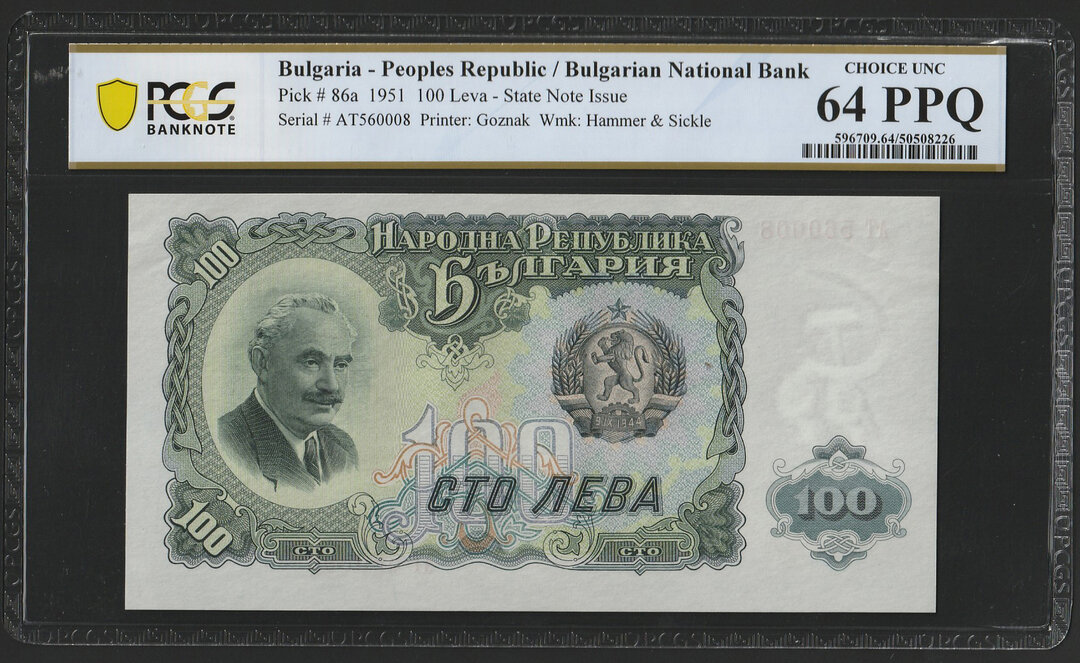 Bulgaria - Peoples Republic / Bulgarian National Bank
Pick # 86a 1951 100 Leva - State Note Issue
Serial # AT560008 Printer: Goznak Wmk: Hammer & Sickle
PCGS
BANKNOTE
CHOICE UNC
64 PPQ
596709.64/50508226
100
НАРОДНА РЕПУБЛИКА
БЪЛГАРИЯ
9 IX 1944
100
СТО ЛЕВА
100
100
СТО
СТО